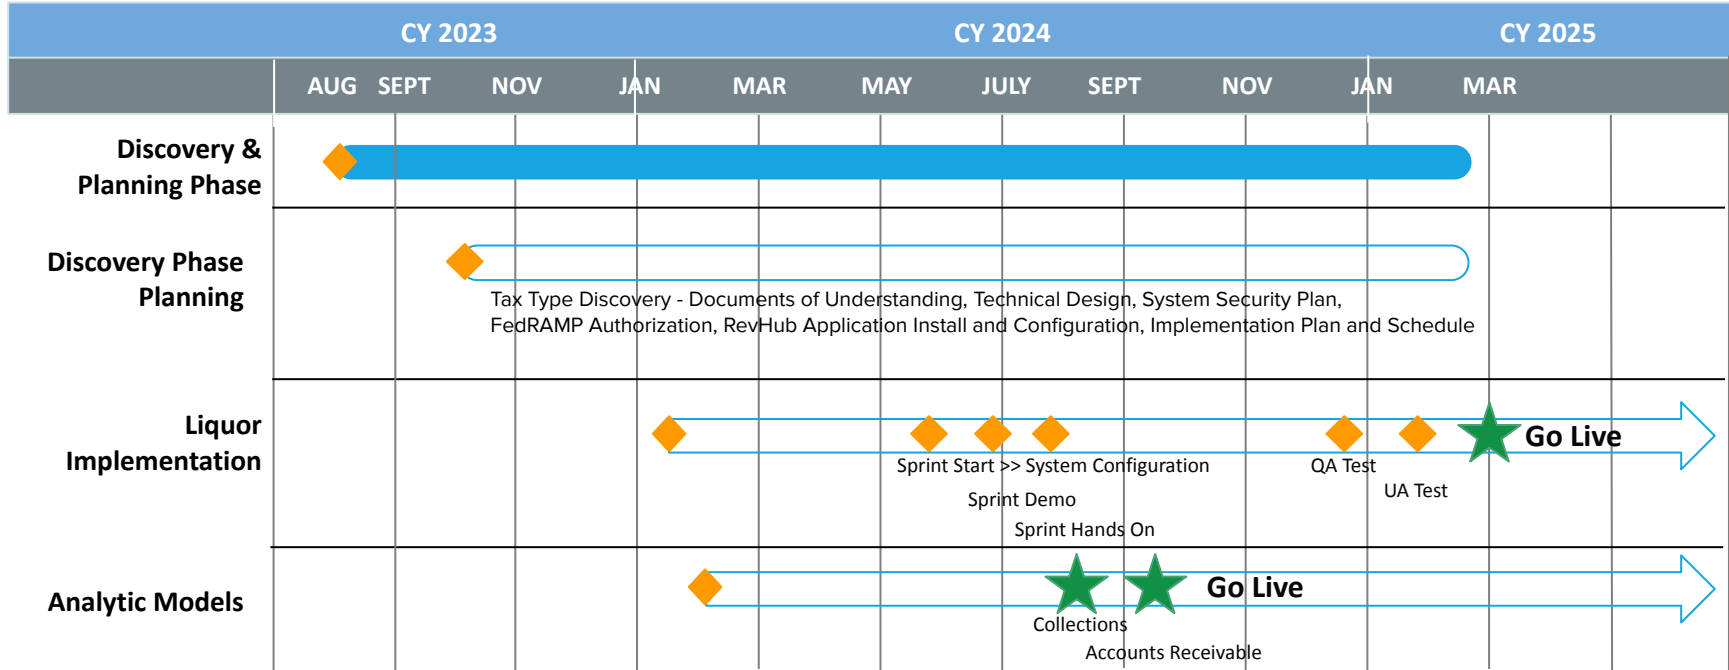 CY 2023 CY 2024 CY 2025
AUG SEPT NOV JAN MAR MAY JULY SEPT NOV JAN MAR
Discovery &
Planning Phase
Discovery Phase
Planning
Tax Type Discovery - Documents of Understanding, Technical Design, System Security Plan,
FedRAMP Authorization, RevHub Application Install and Configuration, Implementation Plan and Schedule
Liquor
Implementation
Go Live
Sprint Start >> System Configuration
QA Test
UA Test
Sprint Demo
Sprint Hands On
Analytic Models
Go Live
Collections
Accounts Receivable